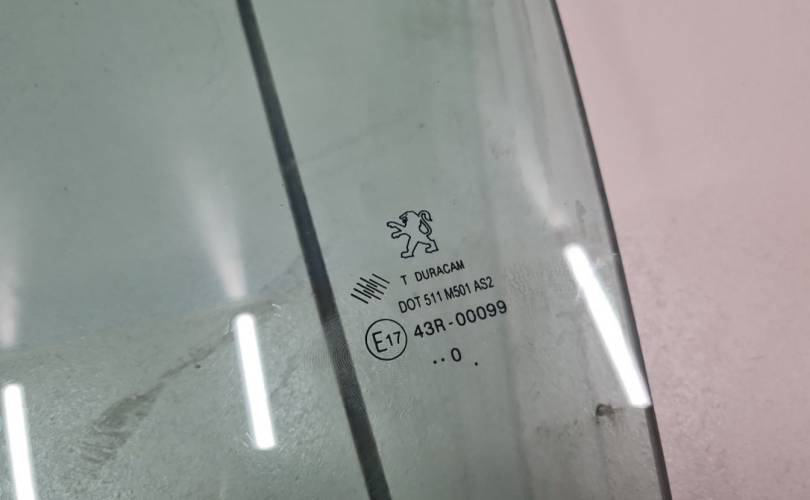 T DURACAM
DOT 511 M501 AS2
E17 43R-00099
..0 .